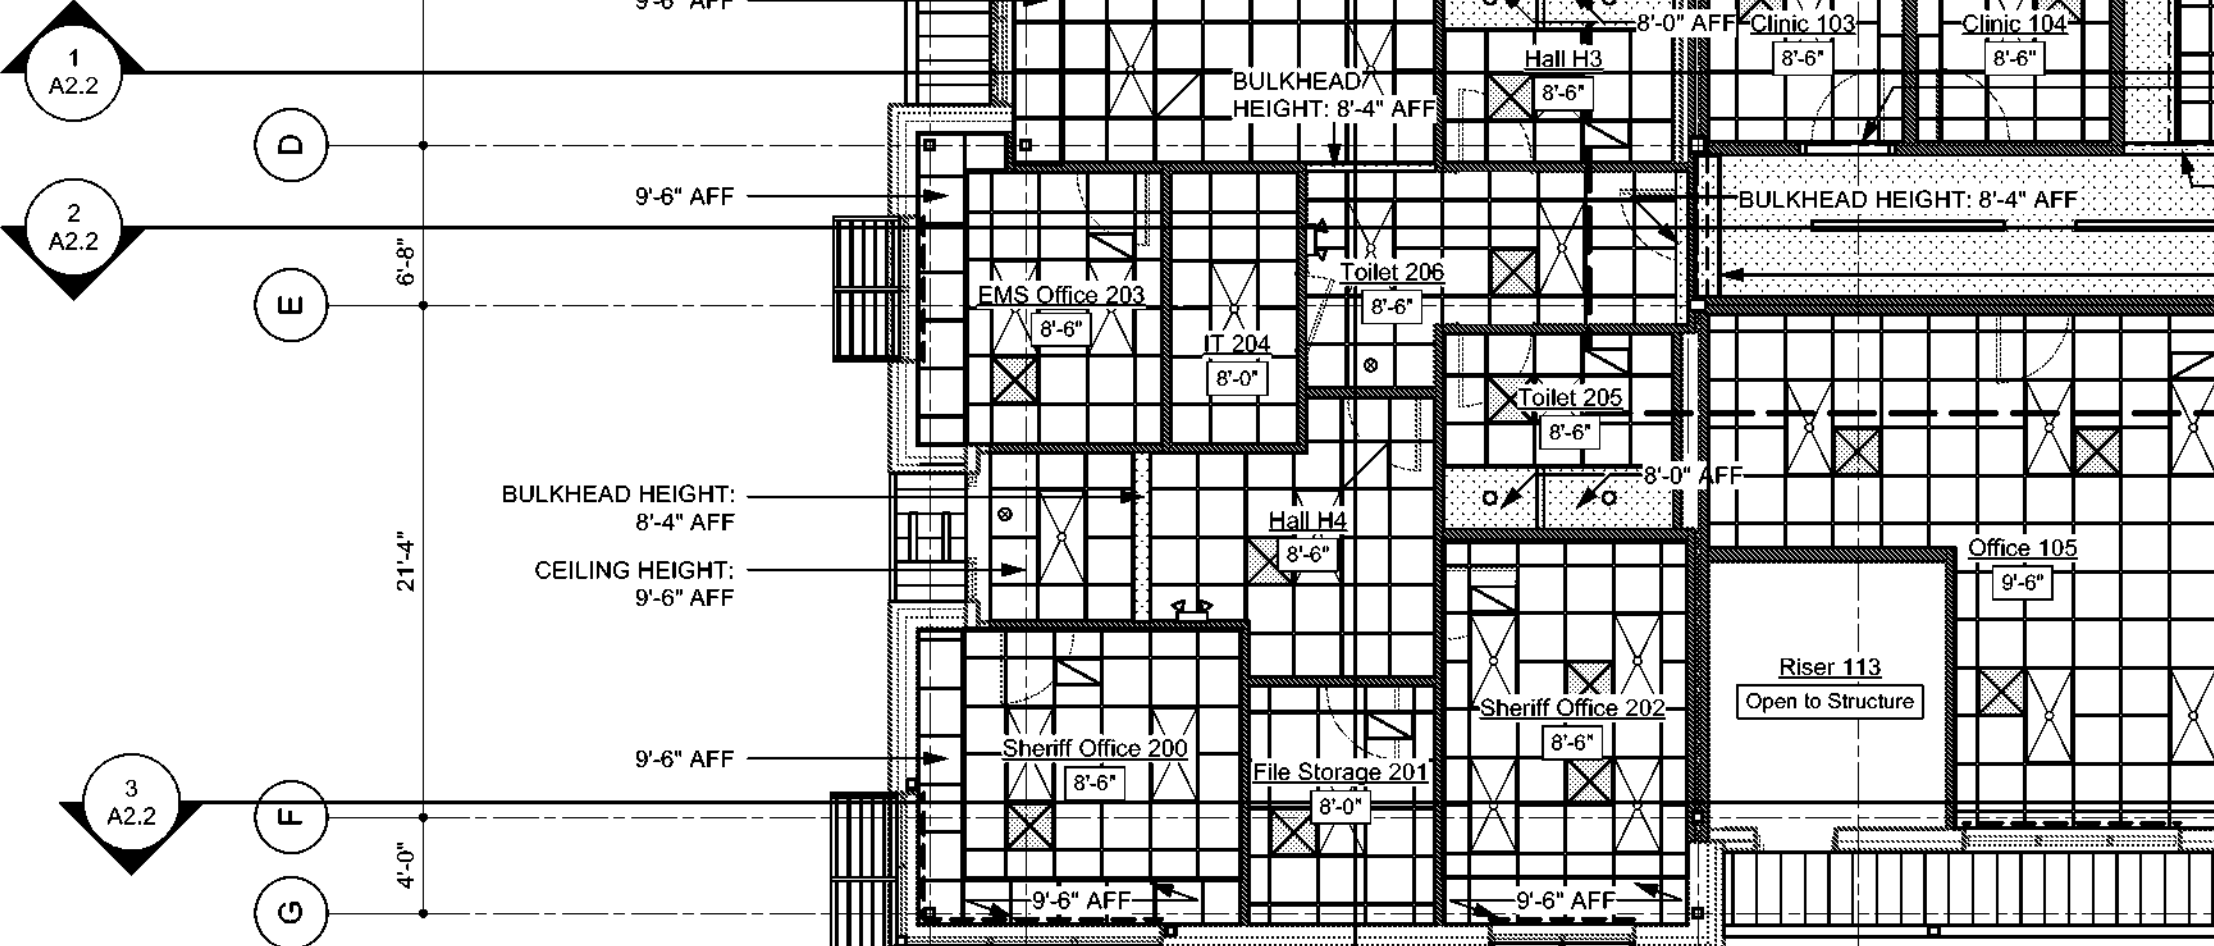 9'-6" AFF
8'-0" AFF
Clinic 103
8'-6"
Clinic 104
8'-6"
1
A2.2
Hall H3
8'-6"
BULKHEAD
HEIGHT: 8'-4" AFF
D
9'-6" AFF
BULKHEAD HEIGHT: 8'-4" AFF
2
A2.2
6'-8"
E
EMS Office 203
8'-6"
Toilet 206
8'-6"
IT 204
8'-0"
Toilet 205
8'-6"
8'-0" AFF
BULKHEAD HEIGHT:
8'-4" AFF
Hall H4
8'-6"
21'-4"
CEILING HEIGHT:
9'-6" AFF
Office 105
9'-6"
Riser 113
Open to Structure
Sheriff Office 202
8'-6"
Sheriff Office 200
8'-6"
9'-6" AFF
File Storage 201
8'-0"
3
A2.2
F
4'-0"
9'-6" AFF
9'-6" AFF
G